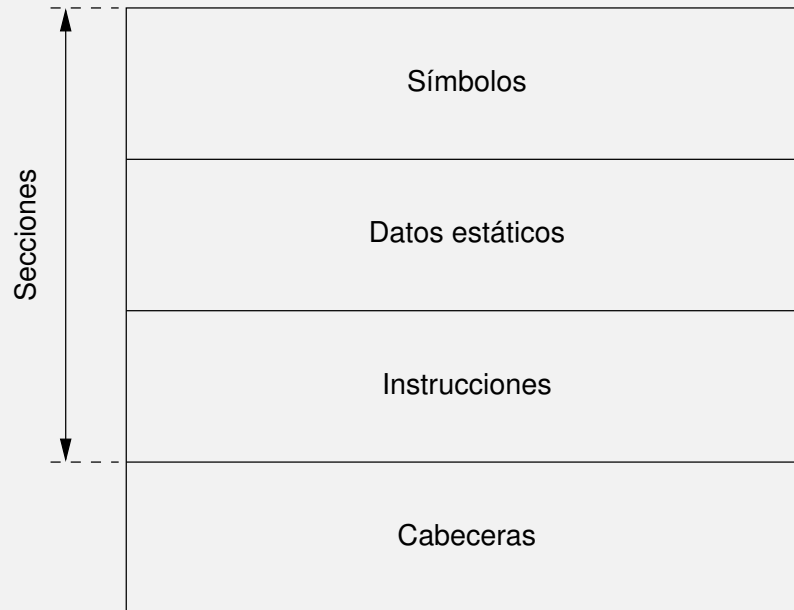 Símbolos
Datos estáticos
Secciones
Instrucciones
Cabeceras